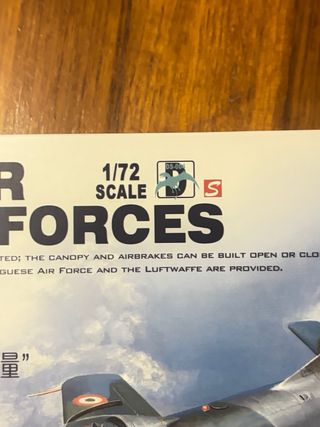 R
1/72
SCALE
D
S
FORCES
TED; THE CANOPY AND AIRBRAKES CAN BE BUILT OPEN OR CLO
GUESE AIR FORCE AND THE LUFTWAFFE ARE PROVIDED.
量”